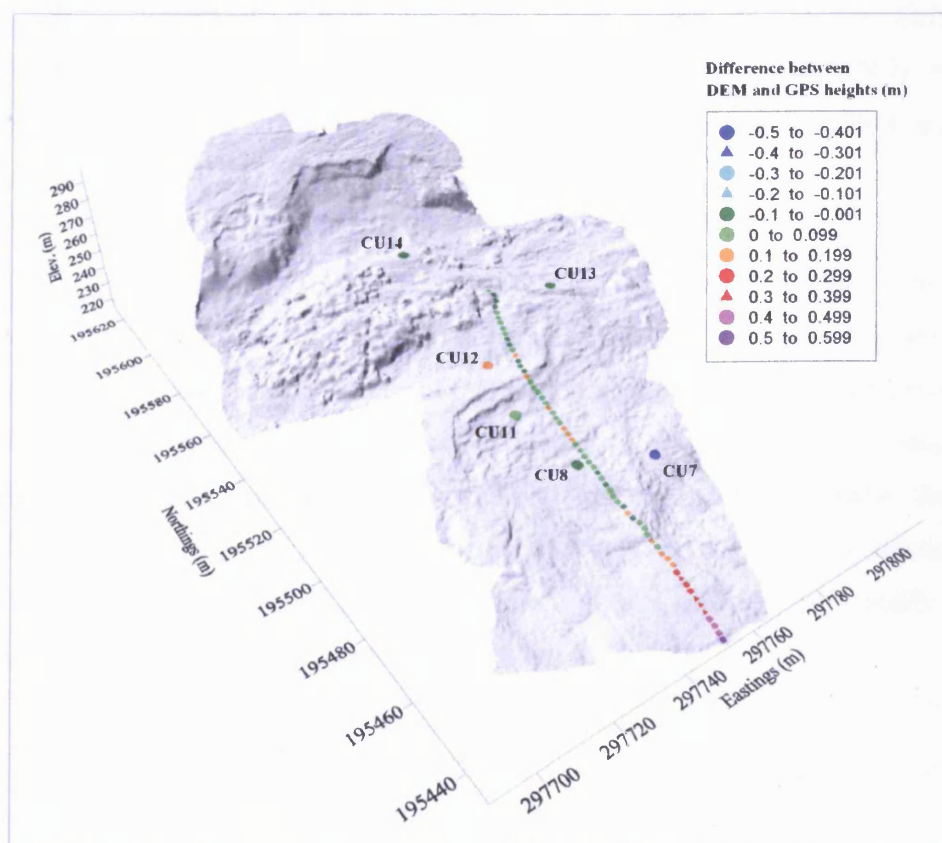 Difference between
DEM and GPS heights (m)
-0.5 to -0.401
-0.4 to -0.301
-0.3 to -0.201
-0.2 to -0.101
-0.1 to -0.001
0 to 0.099
0.1 to 0.199
0.2 to 0.299
0.3 to 0.399
0.4 to 0.499
0.5 to 0.599
Elev. (m)
290
280
270
260
250
240
230
220
CU14
CU13
CU12
CU11
CU8
CU7
Northings (m)
195620
195600
195580
195560
195540
195520
195500
195480
195460
195440
Eastings (m)
297700
297720
297740
297760
297780
297800